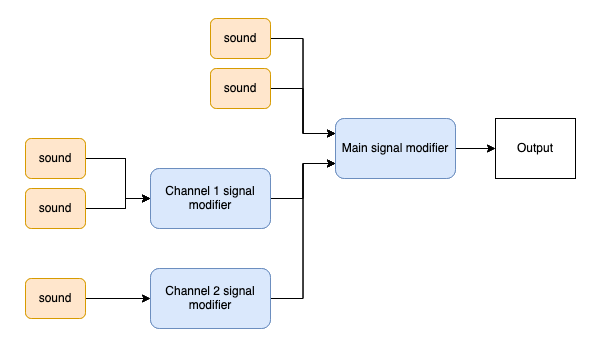 sound
sound
Main signal modifier
Output
sound
sound
Channel 1 signal
modifier
sound
Channel 2 signal
modifier